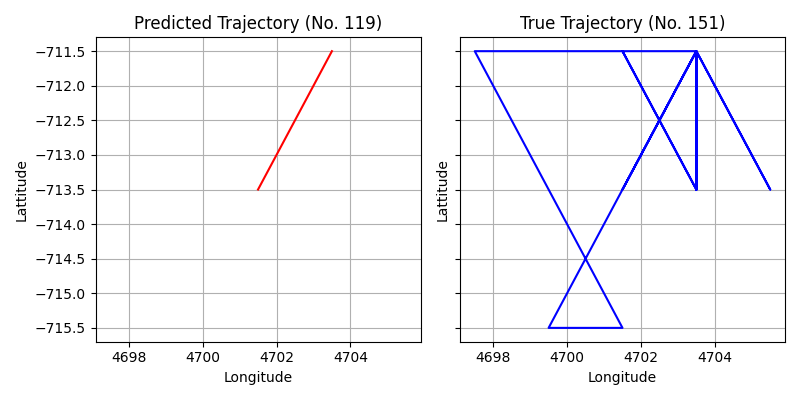 Predicted Trajectory (No. 119)
−711.5
−712.0
−712.5
−713.0
−713.5
−714.0
−714.5
−715.0
−715.5
Lattitude
4698 4700 4702 4704
Longitude
True Trajectory (No. 151)
Lattitude
4698 4700 4702 4704
Longitude